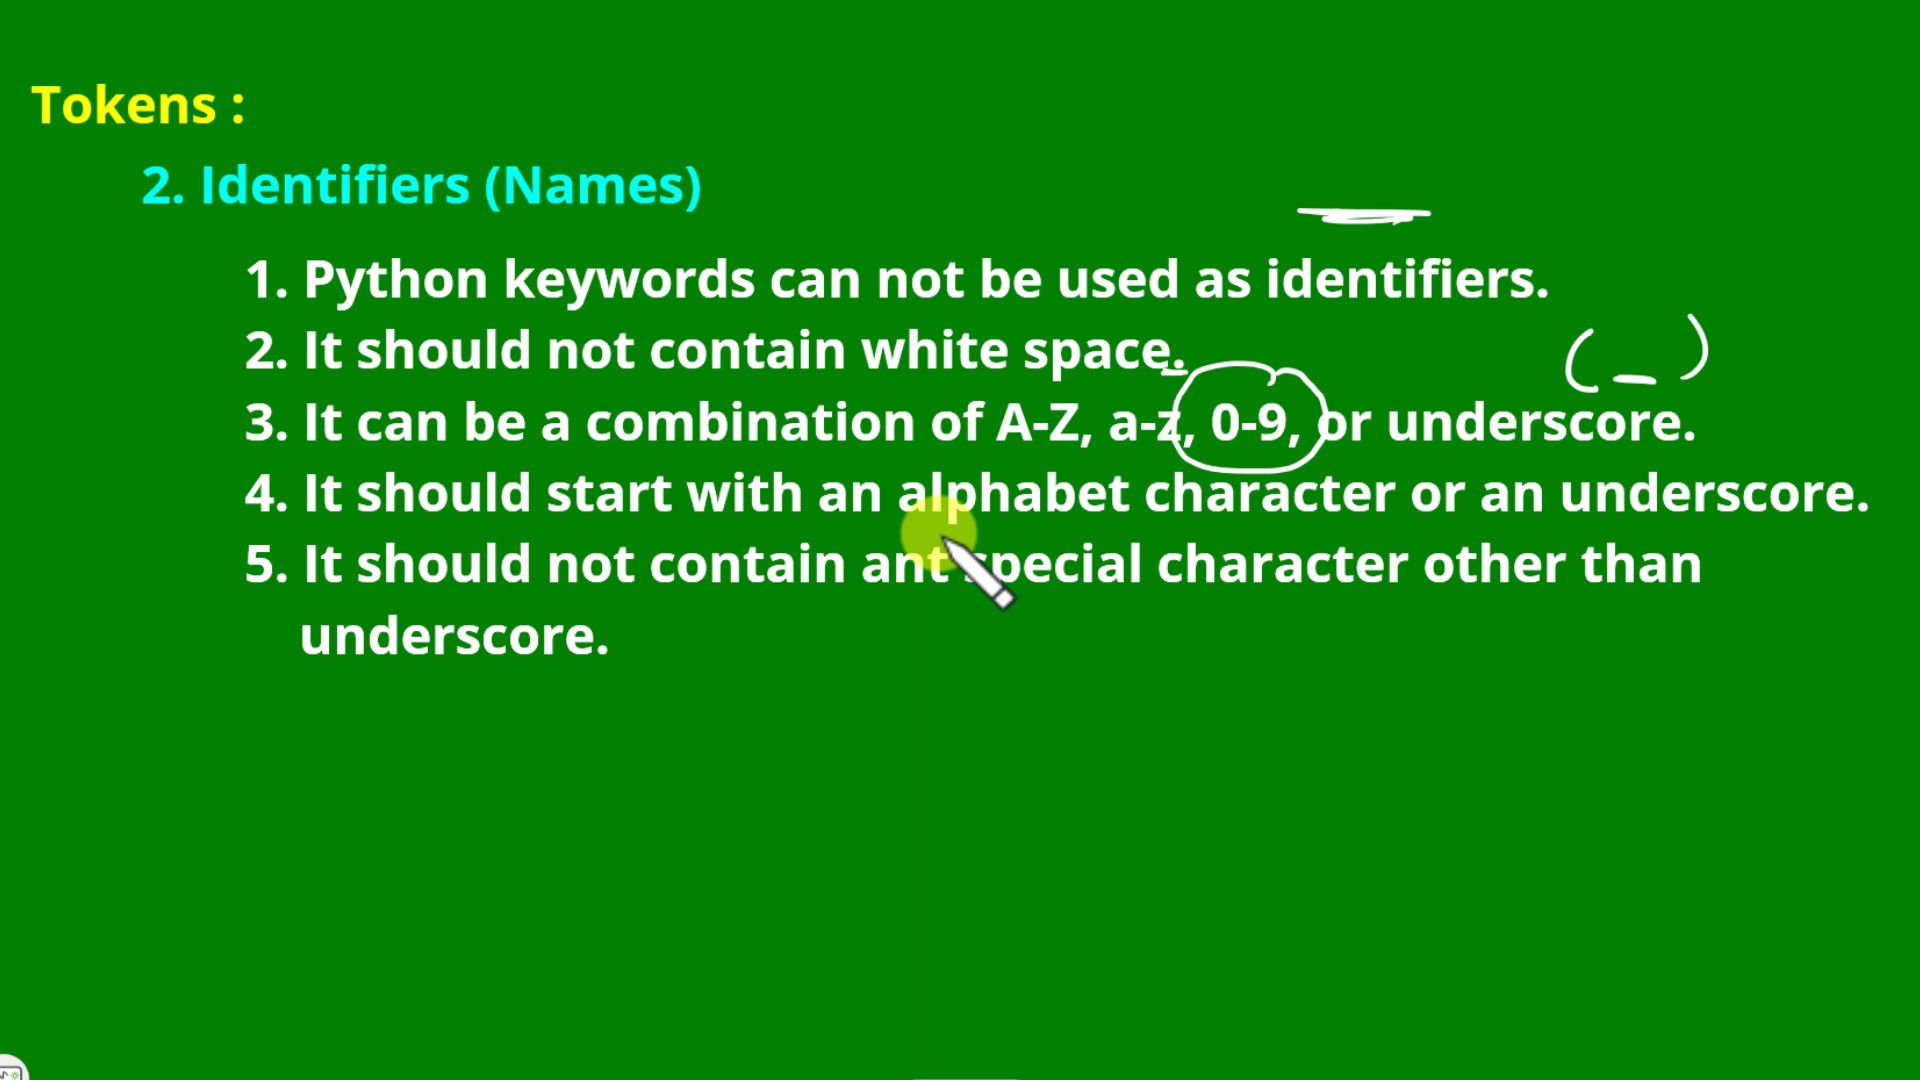 Tokens :
2. Identifiers (Names)
1. Python keywords can not be used as identifiers.
2. It should not contain white space.
( _ )
3. It can be a combination of A-Z, a-z, 0-9, or underscore.
4. It should start with an alphabet character or an underscore.
5. It should not contain ant special character other than
underscore.